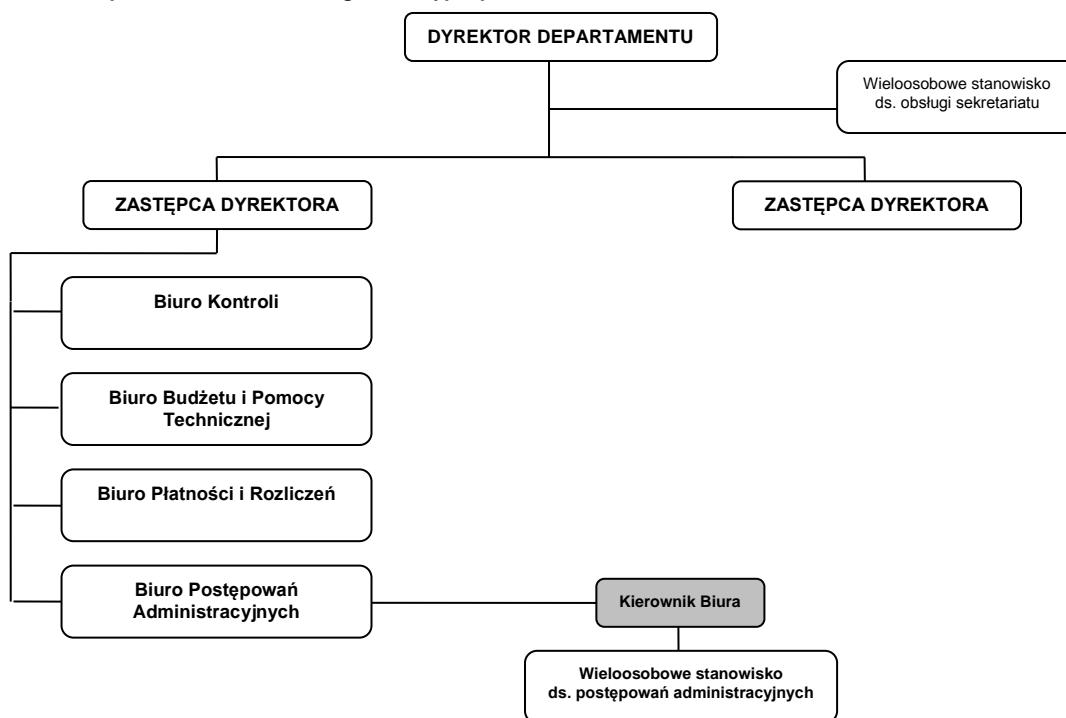 DYREKTOR DEPARTAMENTU
Wieloosobowe stanowisko
ds. obsługi sekretariatu
ZASTĘPCA DYREKTORA
ZASTĘPCA DYREKTORA
Biuro Kontroli
Biuro Budżetu i Pomocy
Technicznej
Biuro Płatności i Rozliczeń
Biuro Postępowań
Administracyjnych
Kierownik Biura
Wieloosobowe stanowisko
ds. postępowań administracyjnych